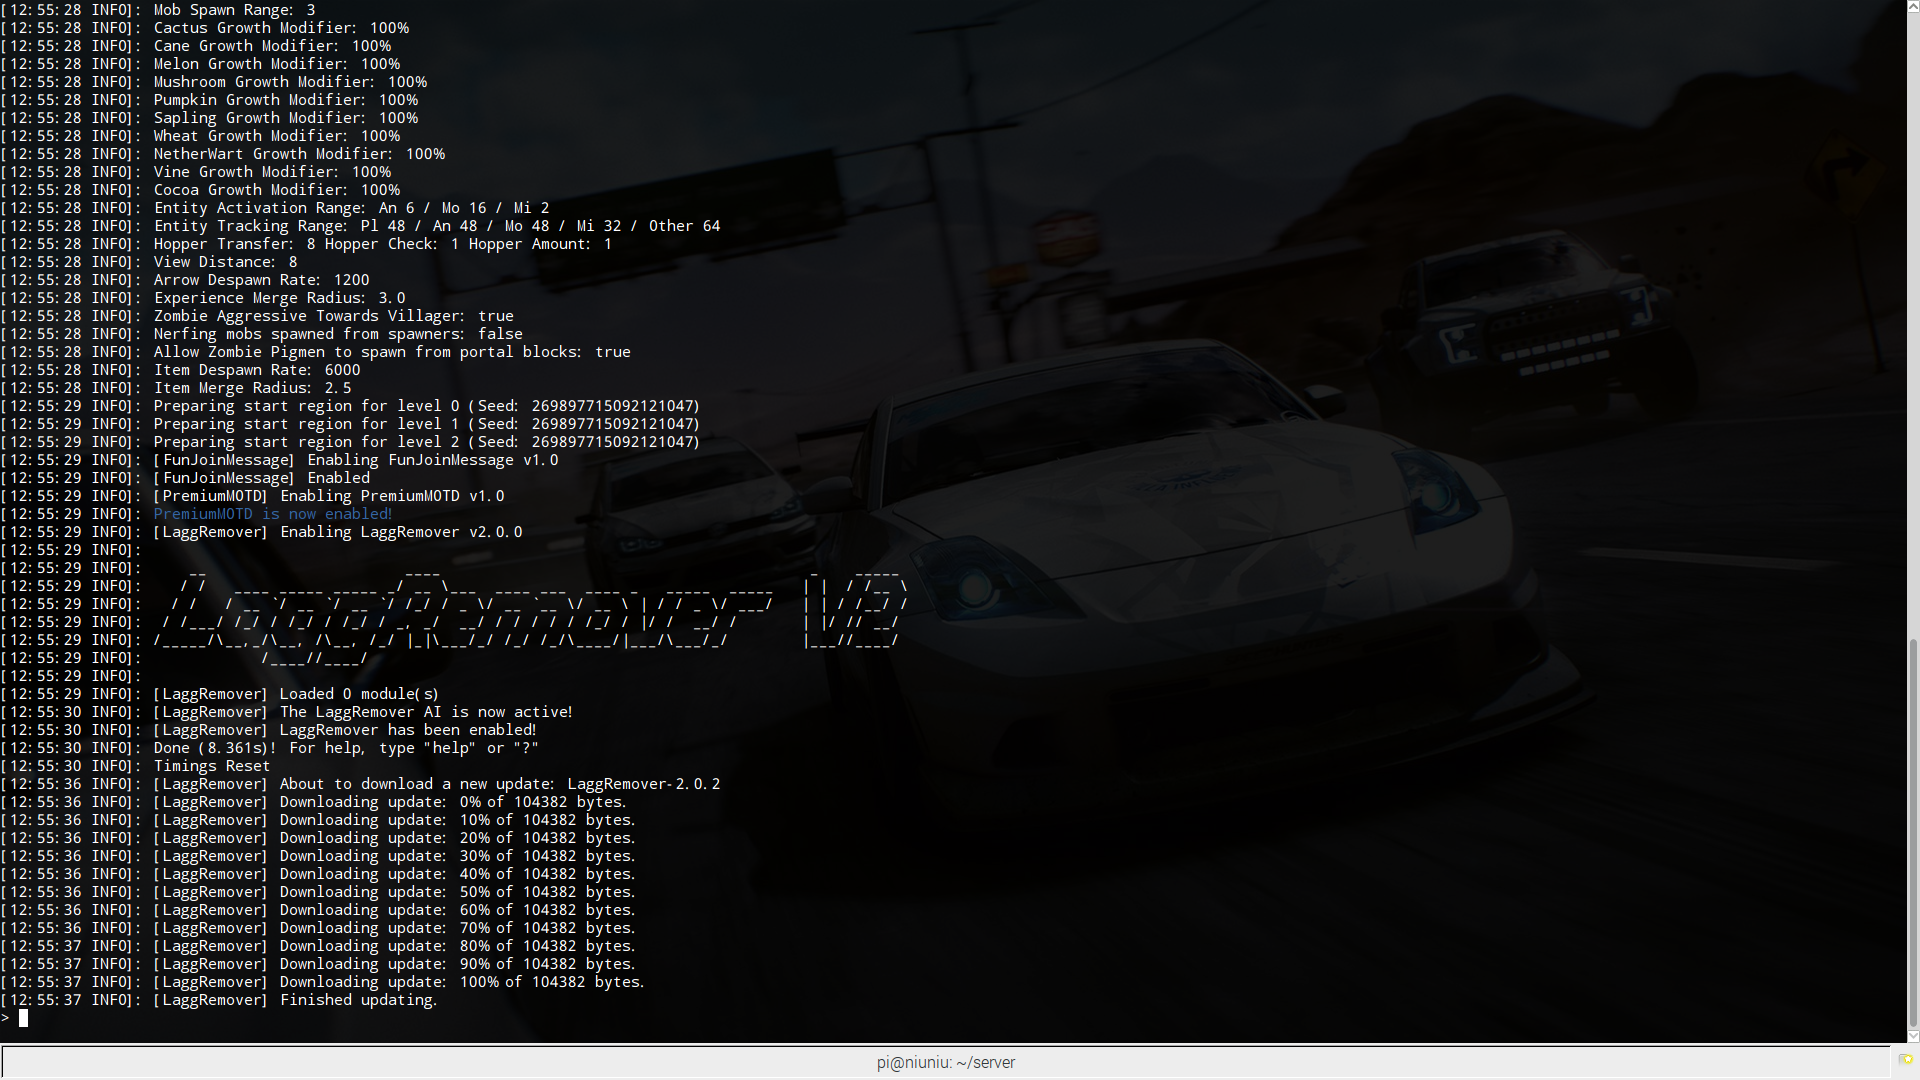 [12:55:28 INFO]: Mob Spawn Range: 3
[12:55:28 INFO]: Cactus Growth Modifier: 100%
[12:55:28 INFO]: Cane Growth Modifier: 100%
[12:55:28 INFO]: Melon Growth Modifier: 100%
[12:55:28 INFO]: Mushroom Growth Modifier: 100%
[12:55:28 INFO]: Pumpkin Growth Modifier: 100%
[12:55:28 INFO]: Sapling Growth Modifier: 100%
[12:55:28 INFO]: Wheat Growth Modifier: 100%
[12:55:28 INFO]: NetherWart Growth Modifier: 100%
[12:55:28 INFO]: Vine Growth Modifier: 100%
[12:55:28 INFO]: Cocoa Growth Modifier: 100%
[12:55:28 INFO]: Entity Activation Range: An 6 / Mo 16 / Mi 2
[12:55:28 INFO]: Entity Tracking Range: Pl 48 / An 48 / Mo 48 / Mi 32 / Other 64
[12:55:28 INFO]: Hopper Transfer: 8 Hopper Check: 1 Hopper Amount: 1
[12:55:28 INFO]: View Distance: 8
[12:55:28 INFO]: Arrow Despawn Rate: 1200
[12:55:28 INFO]: Experience Merge Radius: 3.0
[12:55:28 INFO]: Zombie Aggressive Towards Villager: true
[12:55:28 INFO]: Nerfing mobs spawned from spawners: false
[12:55:28 INFO]: Allow Zombie Pigmen to spawn from portal blocks: true
[12:55:28 INFO]: Item Despawn Rate: 6000
[12:55:28 INFO]: Item Merge Radius: 2.5
[12:55:29 INFO]: Preparing start region for level 0 (Seed: 269897715092121047)
[12:55:29 INFO]: Preparing start region for level 1 (Seed: 269897715092121047)
[12:55:29 INFO]: Preparing start region for level 2 (Seed: 269897715092121047)
[12:55:29 INFO]: [FunJoinMessage] Enabling FunJoinMessage v1.0
[12:55:29 INFO]: [FunJoinMessage] Enabled
[12:55:29 INFO]: [PremiumMOTD] Enabling PremiumMOTD v1.0
[12:55:29 INFO]: PremiumMOTD is now enabled!
[12:55:29 INFO]: [LaggRemover] Enabling LaggRemover v2.0.0
[12:55:29 INFO]:
[12:55:29 INFO]:
[12:55:29 INFO]:
[12:55:29 INFO]: LaggRemover V2
[12:55:29 INFO]:
[12:55:29 INFO]:
[12:55:29 INFO]:
[12:55:29 INFO]:
[12:55:29 INFO]: [LaggRemover] Loaded 0 module(s)
[12:55:30 INFO]: [LaggRemover] The LaggRemover AI is now active!
[12:55:30 INFO]: [LaggRemover] LaggRemover has been enabled!
[12:55:30 INFO]: Done (8.361s)! For help, type "help" or "?"
[12:55:30 INFO]: Timings Reset
[12:55:36 INFO]: [LaggRemover] About to download a new update: LaggRemover-2.0.2
[12:55:36 INFO]: [LaggRemover] Downloading update: 0% of 104382 bytes.
[12:55:36 INFO]: [LaggRemover] Downloading update: 10% of 104382 bytes.
[12:55:36 INFO]: [LaggRemover] Downloading update: 20% of 104382 bytes.
[12:55:36 INFO]: [LaggRemover] Downloading update: 30% of 104382 bytes.
[12:55:36 INFO]: [LaggRemover] Downloading update: 40% of 104382 bytes.
[12:55:36 INFO]: [LaggRemover] Downloading update: 50% of 104382 bytes.
[12:55:36 INFO]: [LaggRemover] Downloading update: 60% of 104382 bytes.
[12:55:36 INFO]: [LaggRemover] Downloading update: 70% of 104382 bytes.
[12:55:37 INFO]: [LaggRemover] Downloading update: 80% of 104382 bytes.
[12:55:37 INFO]: [LaggRemover] Downloading update: 90% of 104382 bytes.
[12:55:37 INFO]: [LaggRemover] Downloading update: 100% of 104382 bytes.
[12:55:37 INFO]: [LaggRemover] Finished updating.
>
pi@niuniu: ~/server